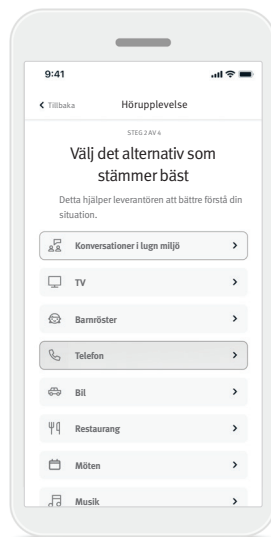 9:41
Tillbaka Hörupplevelse
STEG 2 AV 4
Välj det alternativ som
stämmer bäst
Detta hjälper leverantören att bättre förstå din
situation.
Konversationer i lugn miljö
TV
Barnröster
Telefon
Bil
Restaurang
Möten
Musik